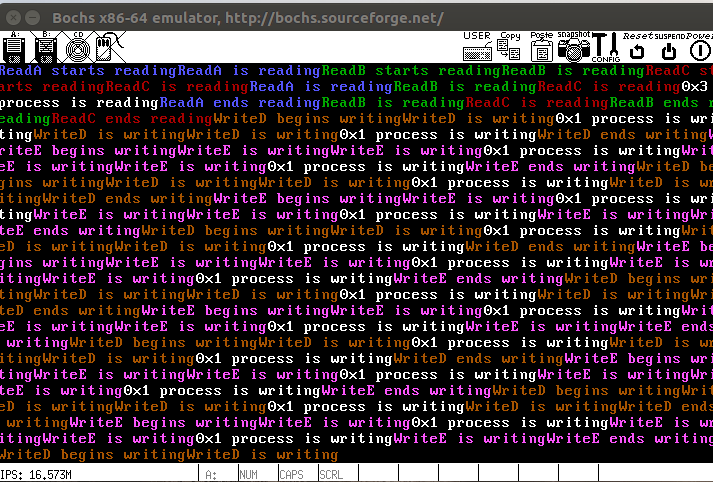 Bochs x86-64 emulator, http://bochs.sourceforge.net/
A: B: CD USER Copy Paste snapshot CONFIG Reset SUSPEND Power
ReadA starts readingReadA is readingReadB starts readingReadB is readingReadC st
arts readingReadC is readingReadA is readingReadB is readingReadC is reading0x3
process is readingReadA ends readingReadB is readingReadC is readingReadB ends r
eadingReadC ends readingWriteD begins writingWriteD is writing0x1 process is wri
tingWriteD is writingWriteD is writing0x1 process is writingWriteD ends writingW
riteE begins writingWriteE is writingWriteE is writing0x1 process is writingWrit
eE is writingWriteE is writing0x1 process is writingWriteE ends writingWriteD be
gins writingWriteD is writingWriteD is writing0x1 process is writingWriteD is w
itingWriteD ends writingWriteE begins writingWriteE is writing0x1 process is wri
tingWriteE is writingWriteE is writing0x1 process is writingWriteE is writingWri
teE ends writingWriteD begins writingWriteD is writing0x1 process is writingWrit
eD is writingWriteD is writing0x1 process is writingWriteD ends writingWriteE be
gins writingWriteE is writingWriteE is writing0x1 process is writingWriteE is w
itingWriteE is writing0x1 process is writingWriteE ends writingWriteD begins wri
tingWriteD is writingWriteD is writing0x1 process is writingWriteD is writingWri
teD ends writingWriteE begins writingWriteE is writing0x1 process is writingWrit
eE is writingWriteE is writing0x1 process is writingWriteE is writingWriteE ends
 writingWriteD begins writingWriteD is writing0x1 process is writingWriteD is w
itingWriteD is writing0x1 process is writingWriteD ends writingWriteE begins wri
tingWriteE is writingWriteE is writing0x1 process is writingWriteE is writingWri
teE is writing0x1 process is writingWriteE ends writingWriteD begins writingWrit
eD is writingWriteD is writing0x1 process is writingWriteD is writingWriteD ends
 writingWriteE begins writingWriteE is writing0x1 process is writingWriteE is w
itingWriteE is writing0x1 process is writingWriteE is writingWriteE ends writing
WriteD begins writingWriteD is writing
IPS: 16.573M A: NUM CAPS SCRL